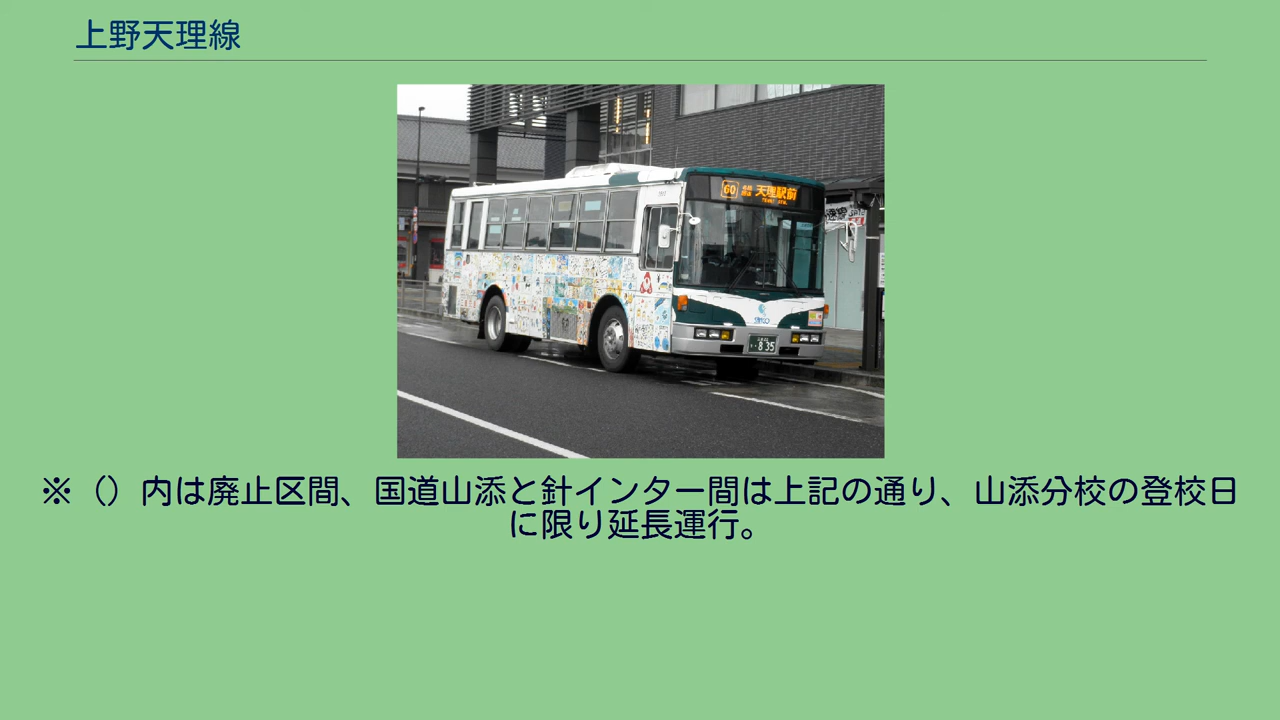 上野天理線
60 天理駅前
・835
※（）内は廃止区間、国道山添と針インター間は上記の通り、山添分校の登校日
に限り延長運行。